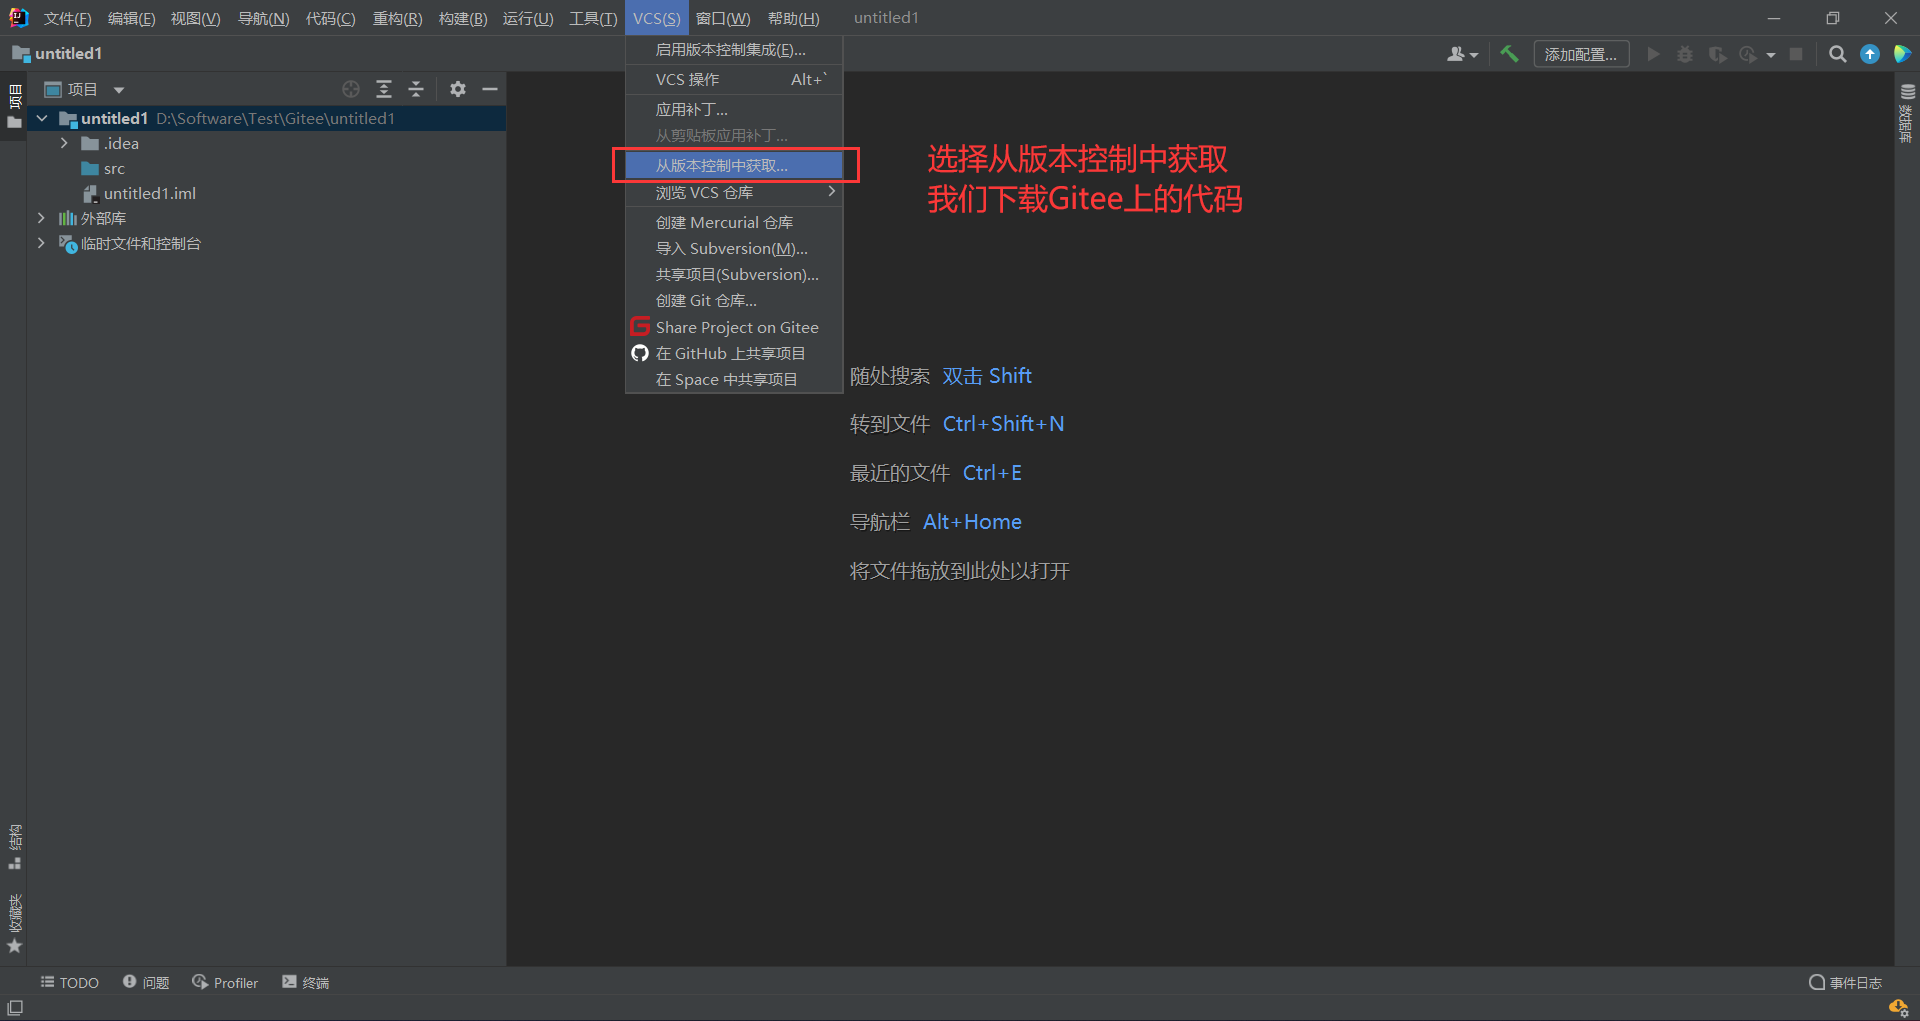 文件(F) 编辑(E) 视图(V) 导航(N) 代码(C) 重构(R) 构建(B) 运行(U) 工具(T) VCS(S) 窗口(W) 帮助(H) untitled1
untitled1
添加配置...
项目
项目
untitled1 D:\Software\Test\Gitee\untitled1
.idea
src
untitled1.iml
外部库
临时文件和控制台
启用版本控制集成(E)...
VCS 操作 Alt+`
应用补丁...
从剪贴板应用补丁...
从版本控制中获取...
浏览 VCS 仓库
创建 Mercurial 仓库
导入 Subversion(M)...
共享项目(Subversion)...
创建 Git 仓库...
Share Project on Gitee
在 GitHub 上共享项目
在 Space 中共享项目
选择从版本控制中获取
我们下载Gitee上的代码
随处搜索 双击 Shift
转到文件 Ctrl+Shift+N
最近的文件 Ctrl+E
导航栏 Alt+Home
将文件拖放到此处以打开
数据库
结构
收藏夹
TODO 问题 Profiler 终端 事件日志